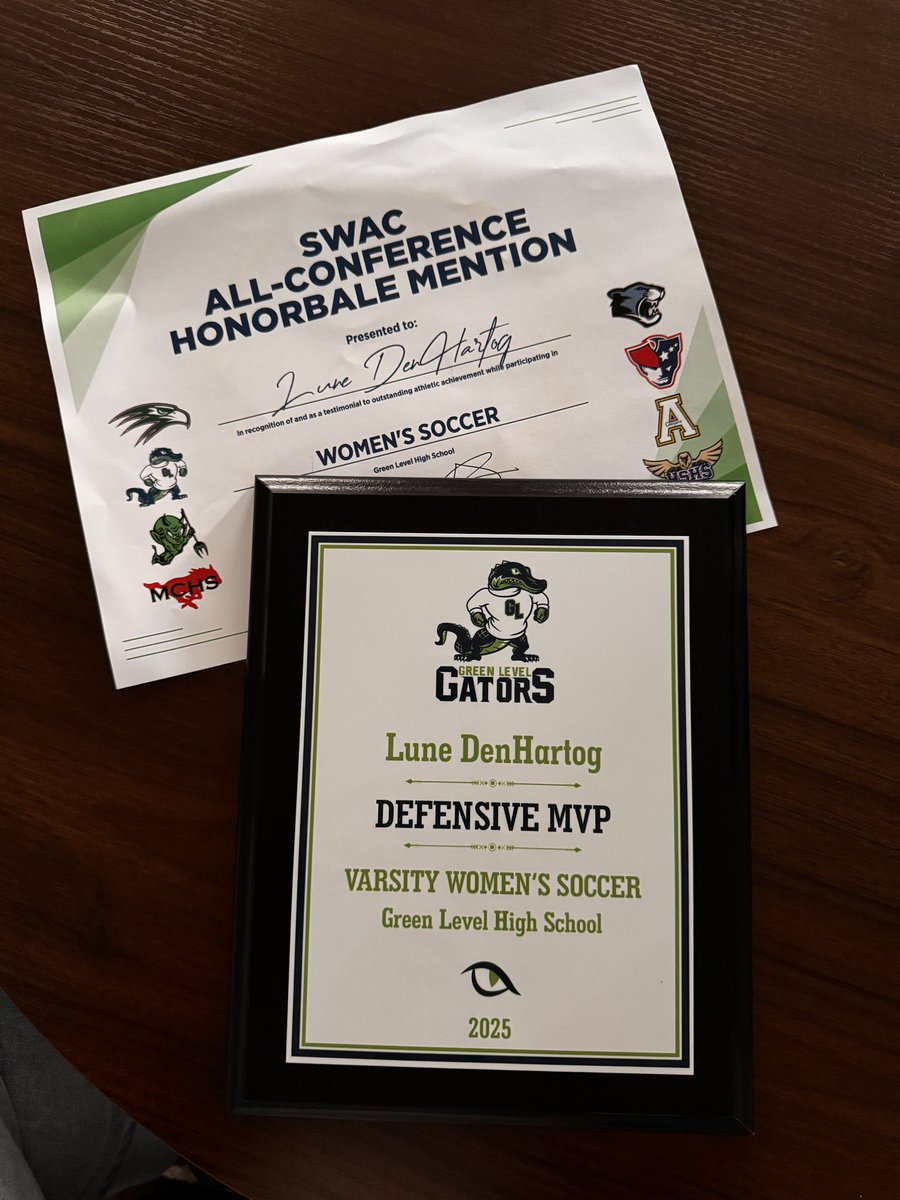 SWAC
ALL-CONFERENCE
HONORBALE MENTION
Presented to:
Lune DenHartog
In recognition of and as a testimonial to outstanding athletic achievement while participating in
WOMEN'S SOCCER
Green Level High School
GL
MCHS
A
GL
GREEN LEVEL
GATORS
Lune DenHartog
DEFENSIVE MVP
VARSITY WOMEN'S SOCCER
Green Level High School
2025